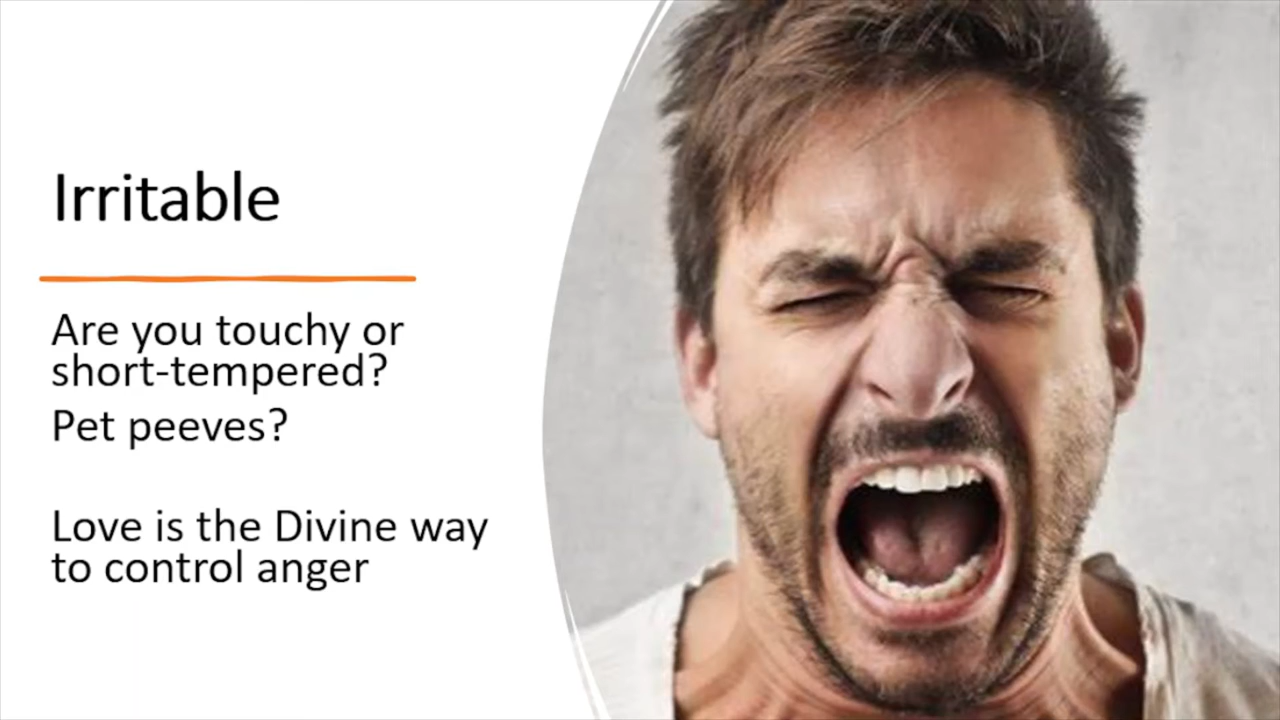 Irritable
Are you touchy or
short-tempered?
Pet peeves?
Love is the Divine way
to control anger